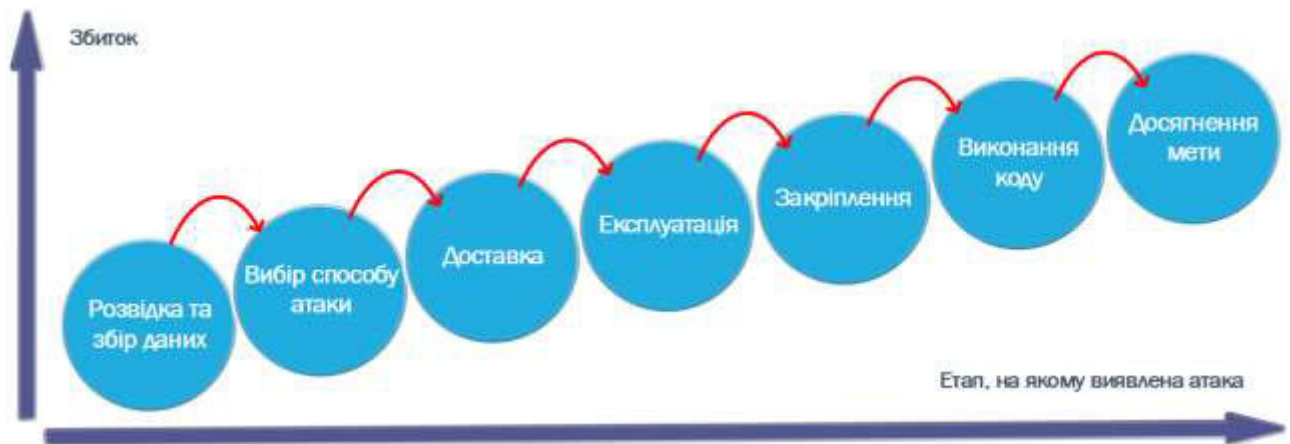 Збиток
Розвідка та
збір даних
Вибір способу
атаки
Доставка
Експлуатація
Закріплення
Виконання
коду
Досягнення
мети
Етап, на якому виявлена атака